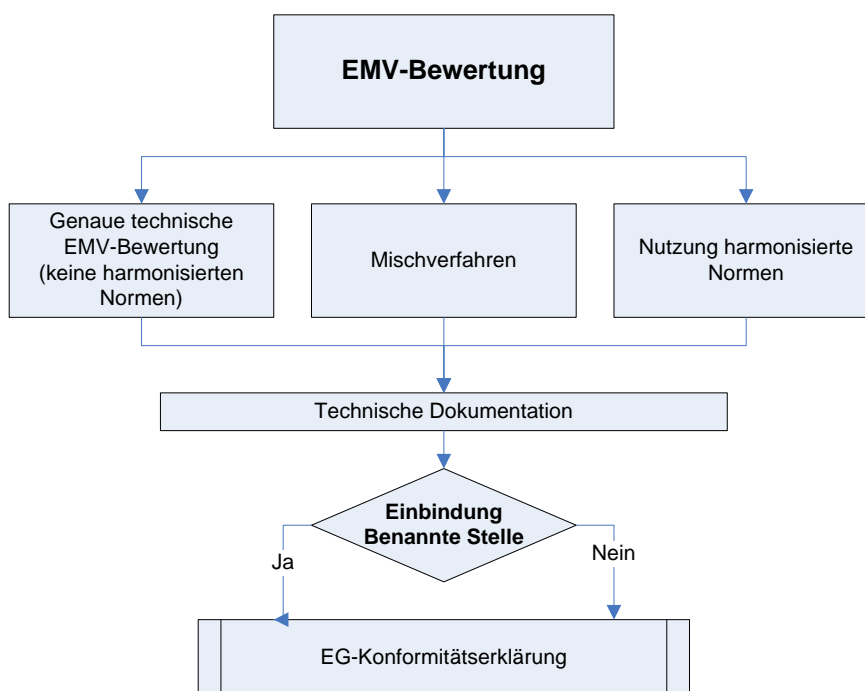 EMV-Bewertung
Genaue technische
EMV-Bewertung
(keine harmonisierten
Normen)
Mischverfahren
Nutzung harmonisierte
Normen
Technische Dokumentation
Einbindung
Benannte Stelle
Ja
Nein
EG-Konformitätserklärung